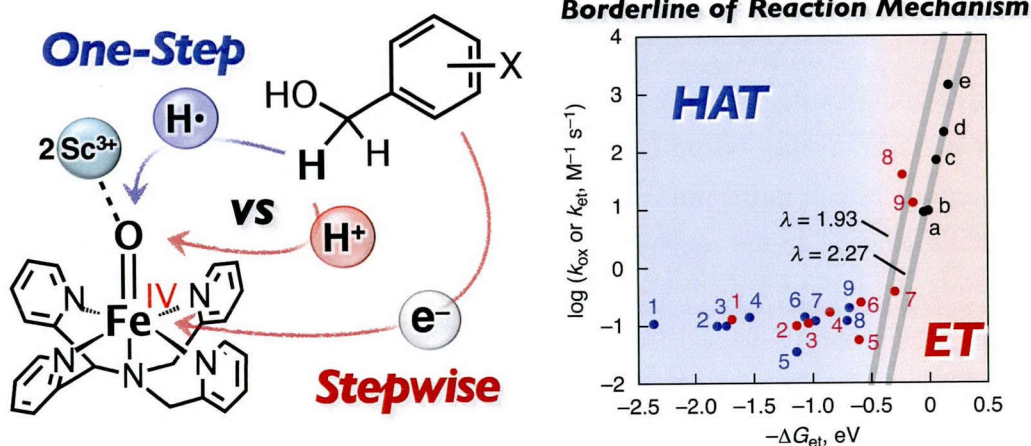 One-Step
HO
X
H•
H
H
2 Sc³⁺
vs
O
H⁺
N
IV
N
Fe
e⁻
N
N
N
Stepwise
Borderline of Reaction Mechanism
log (kox or ket, M⁻¹ s⁻¹)
4
3
2
1
0
−1
−2
HAT
ET
e
d
c
b
a
8
9
λ = 1.93
λ = 2.27
7
1
2
3
1
4
6
7
9
6
2
3
4
8
5
5
−2.5 −2.0 −1.5 −1.0 −0.5 0 0.5
−ΔGet, eV